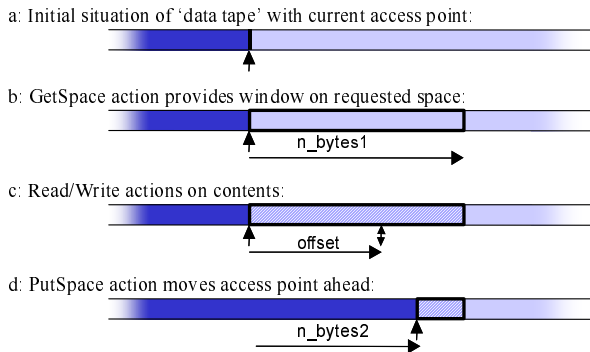 a: Initial situation of ‘data tape’ with current access point:
b: GetSpace action provides window on requested space:
n_bytes1
c: Read/Write actions on contents:
offset
d: PutSpace action moves access point ahead:
n_bytes2